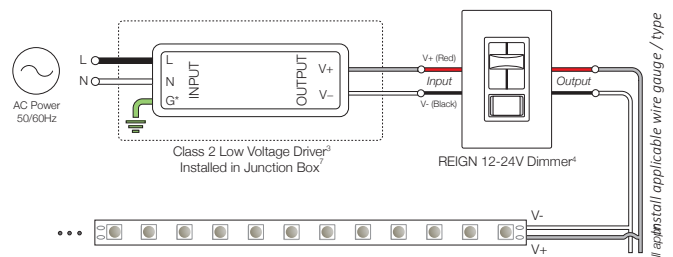 L
N
AC Power
50/60Hz
L
N
G*
INPUT
OUTPUT
V+
V–
Class 2 Low Voltage Driver³
Installed in Junction Box⁷
V+ (Red)
Input
V- (Black)
Output
REIGN 12-24V Dimmer⁴
Install applicable wire gauge / type
V-
V+